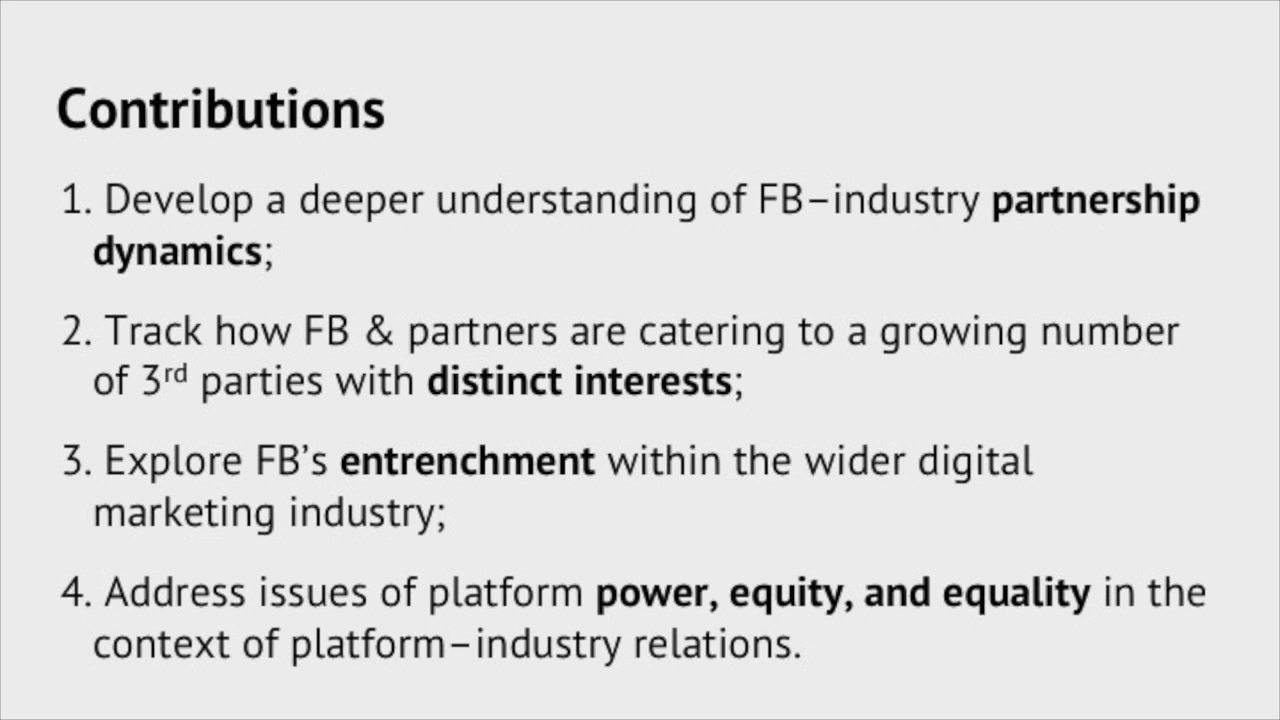 Contributions
1. Develop a deeper understanding of FB–industry partnership
dynamics;
2. Track how FB & partners are catering to a growing number
of 3rd parties with distinct interests;
3. Explore FB’s entrenchment within the wider digital
marketing industry;
4. Address issues of platform power, equity, and equality in the
context of platform–industry relations.